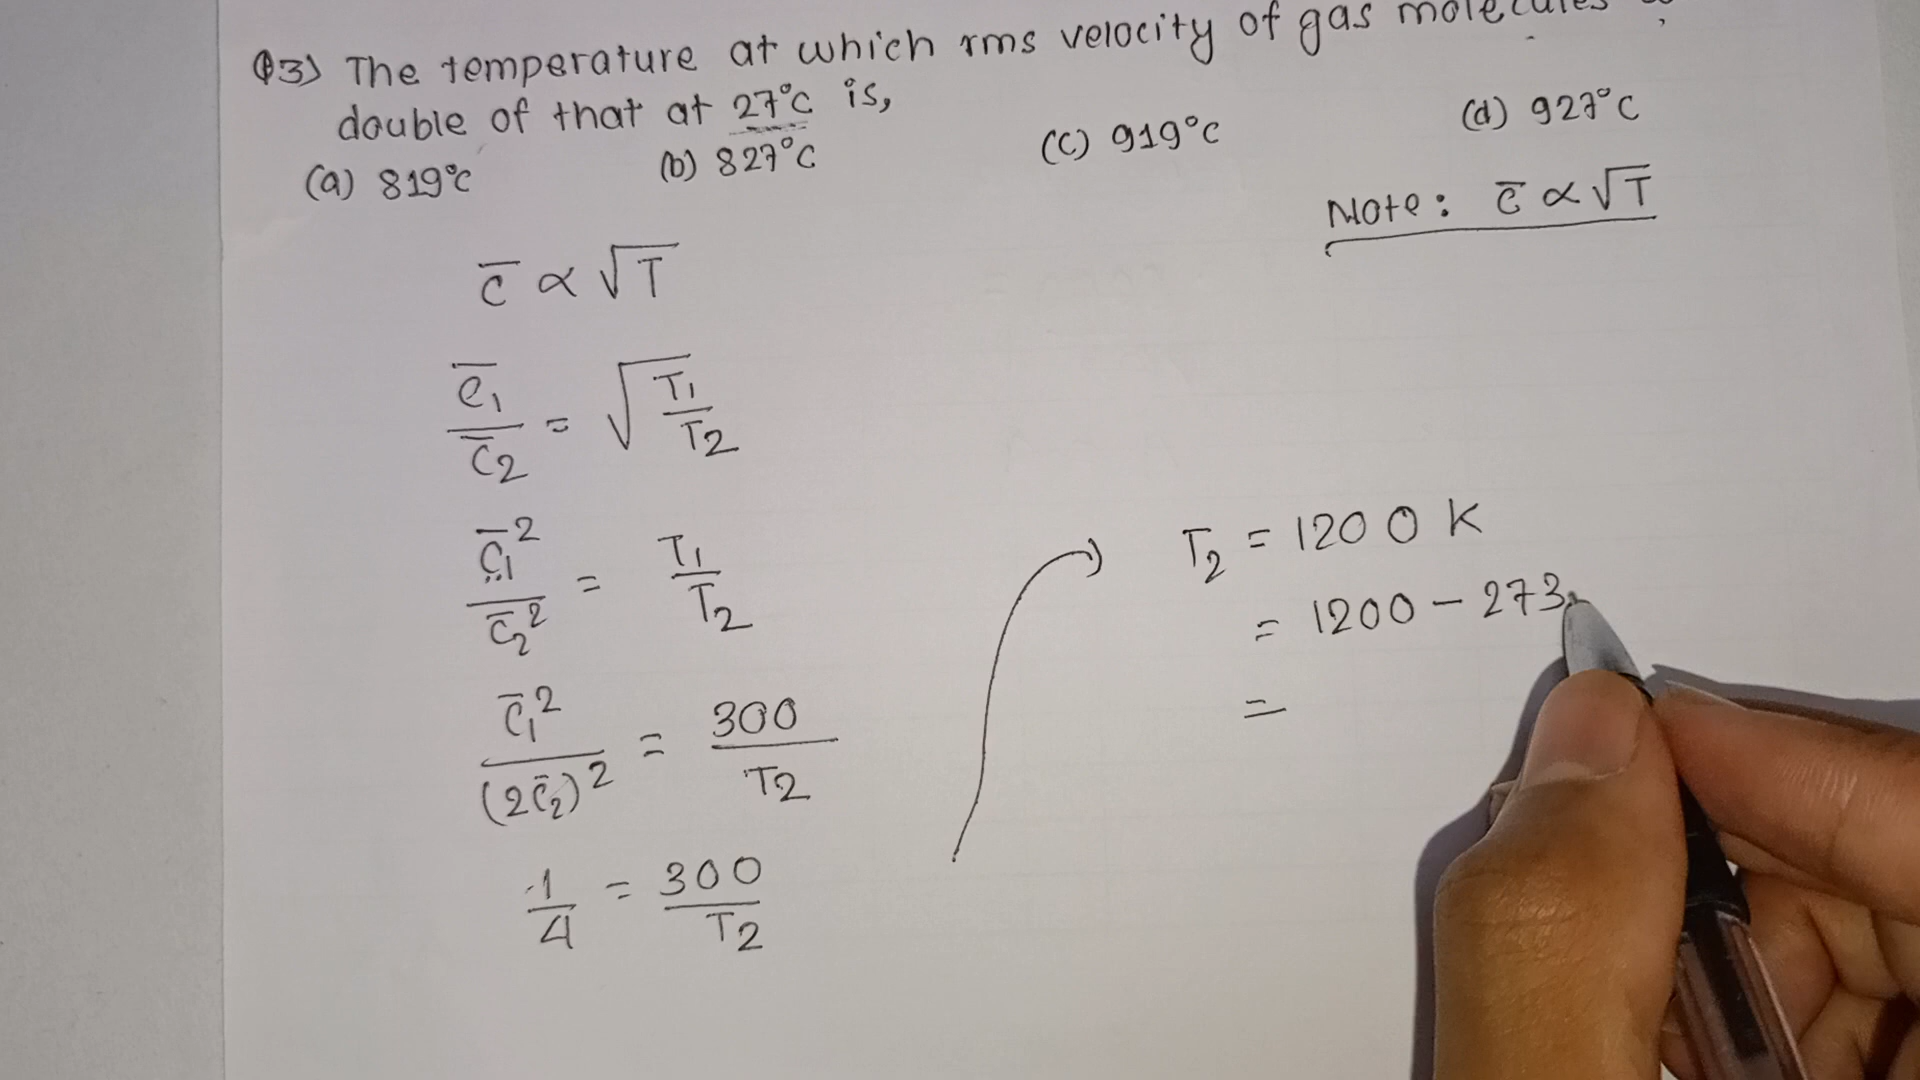 Q3) The temperature at which rms velocity of gas molecules
double of that at 27°C is,
(a) 819°C (b) 827°C (c) 919°C (d) 927°C
Note: c̄ ∝ √T
c̄ ∝ √T
c̄₁/c̄₂ = √(T₁/T₂)
c̄₁²/c̄₂² = T₁/T₂
c̄₁²/(2c̄₂)² = 300/T₂
1/4 = 300/T₂
T₂ = 1200 K
= 1200 - 273
=